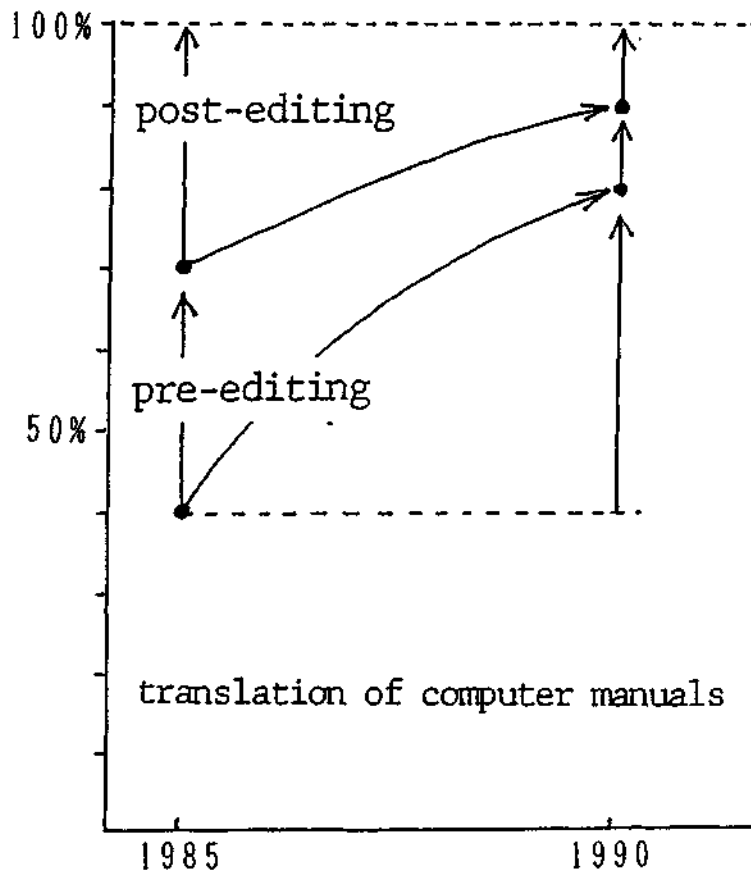 100%
post-editing
pre-editing
50%
translation of computer manuals
1985 1990